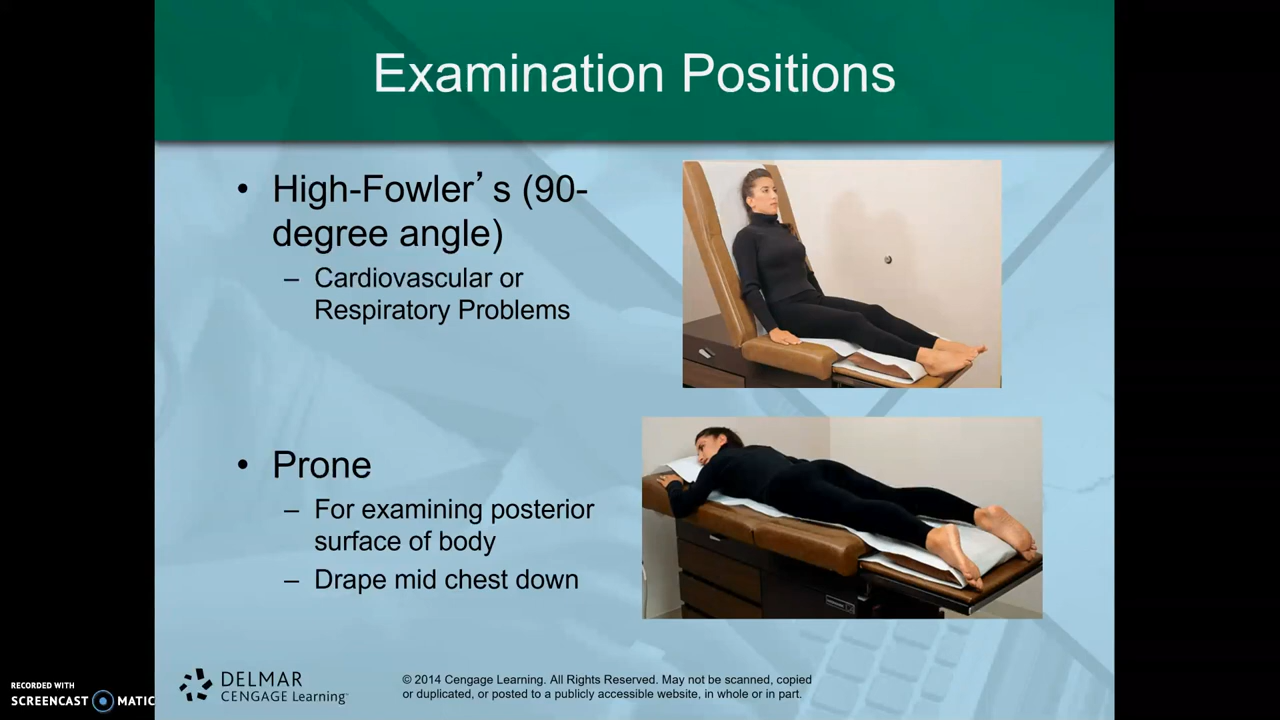 Examination Positions
• High-Fowler’s (90-
degree angle)
– Cardiovascular or
Respiratory Problems
• Prone
– For examining posterior
surface of body
– Drape mid chest down
RECORDED WITH
SCREENCAST MATIC
DELMAR
CENGAGE Learning
© 2014 Cengage Learning. All Rights Reserved. May not be scanned, copied
or duplicated, or posted to a publicly accessible website, in whole or in part.